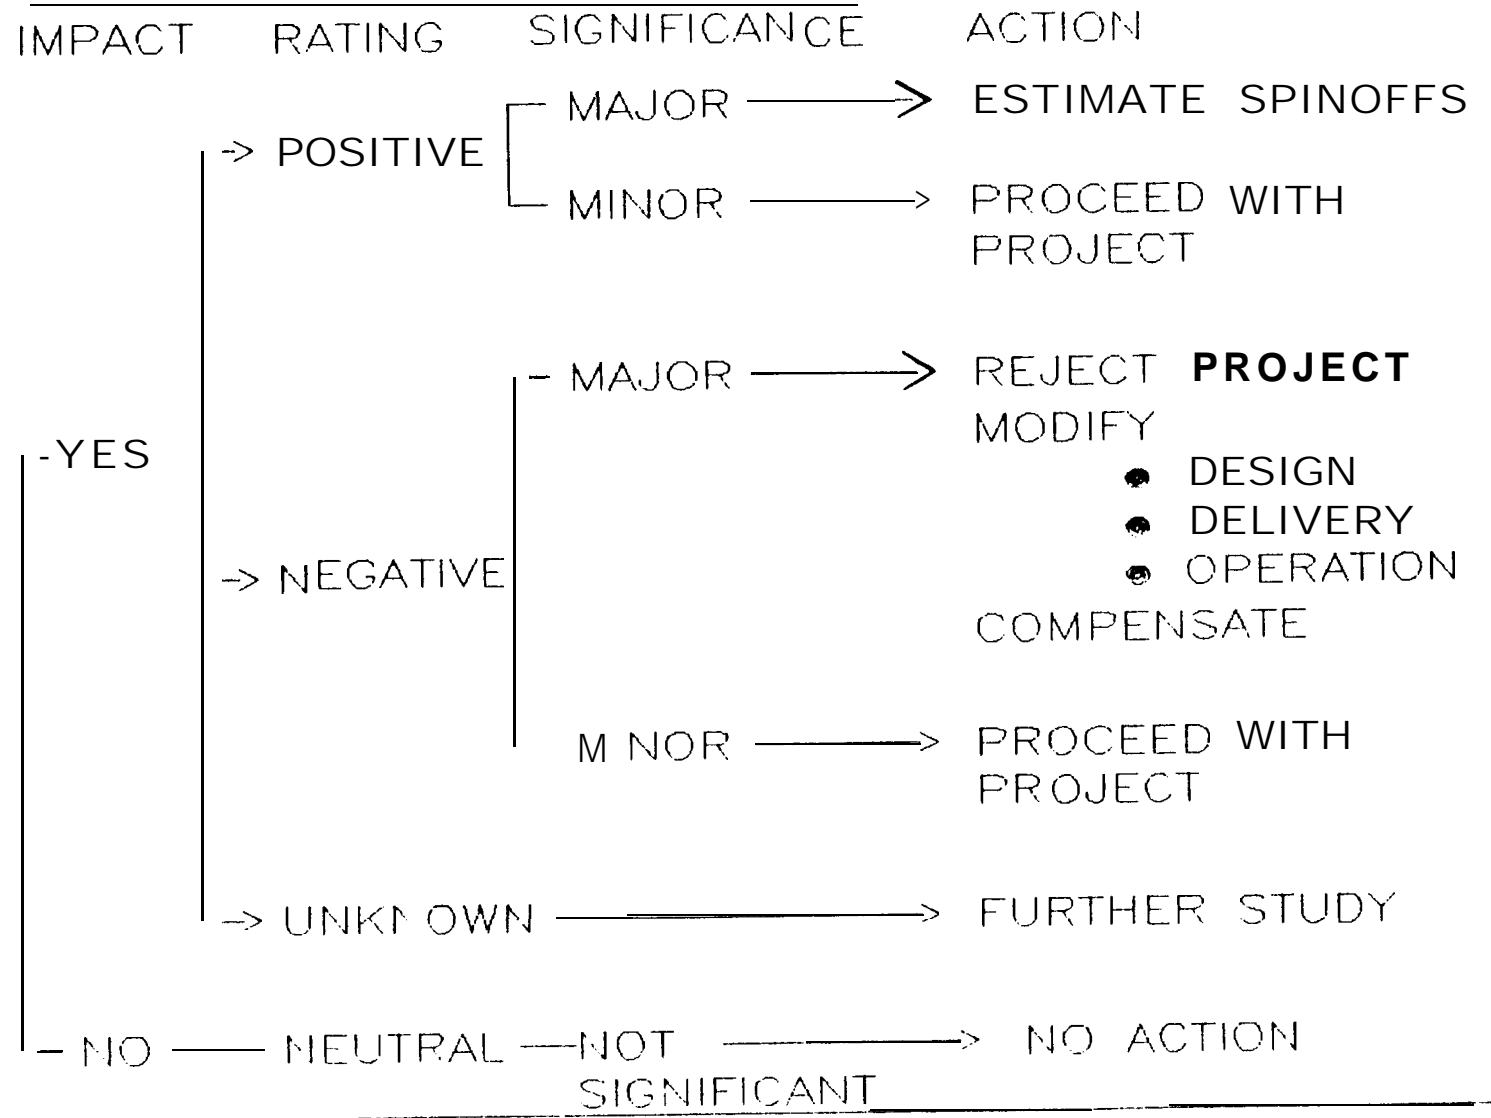 IMPACT RATING SIGNIFICANCE ACTION
MAJOR ESTIMATE SPINOFFS
POSITIVE
MINOR PROCEED WITH
PROJECT
MAJOR REJECT PROJECT
MODIFY
-YES
• DESIGN
• DELIVERY
• OPERATION
NEGATIVE
COMPENSATE
M NOR PROCEED WITH
PROJECT
UNKNOWN FURTHER STUDY
NO NEUTRAL NOT NO ACTION
SIGNIFICANT